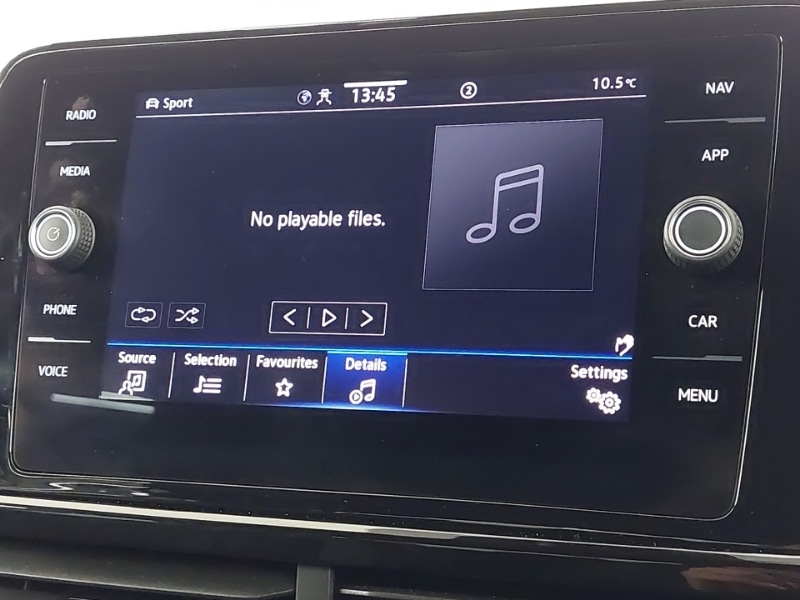 RADIO
MEDIA
PHONE
VOICE
Sport
13:45
2
10.5°C
No playable files.
Source
Selection
Favourites
Details
Settings
NAV
APP
CAR
MENU